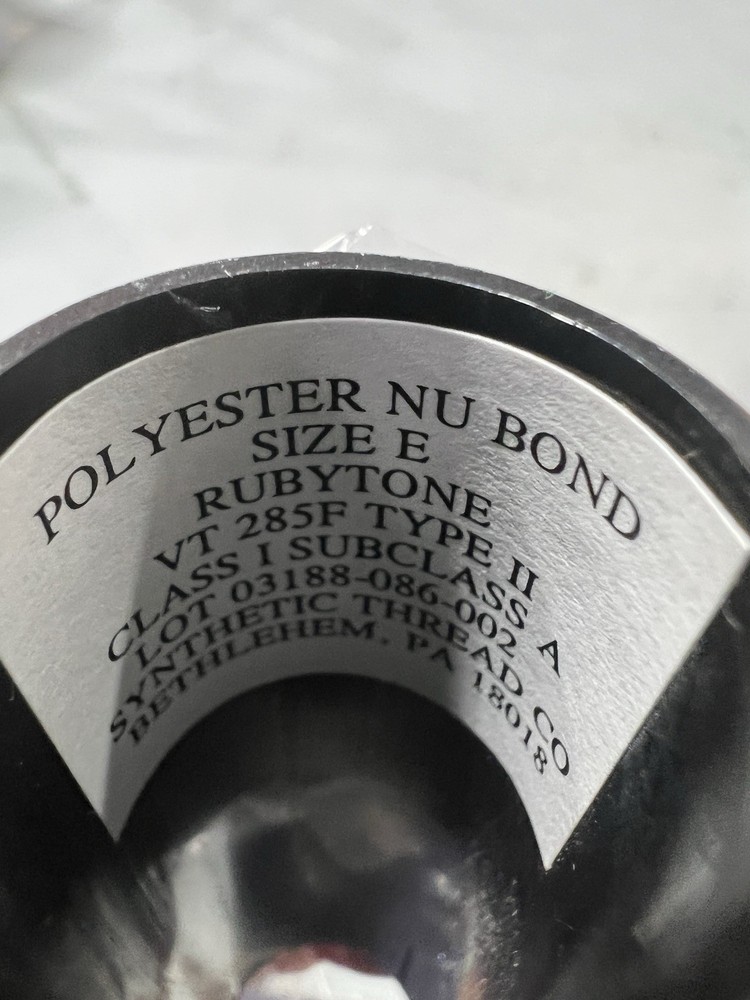 POLYESTER NU BOND
SIZE E
RUBYTONE
VT 285F TYPE II
CLASS I SUBCLASS A
LOT 03188-086-002
SYNTHETIC THREAD CO
BETHLEHEM, PA 18018